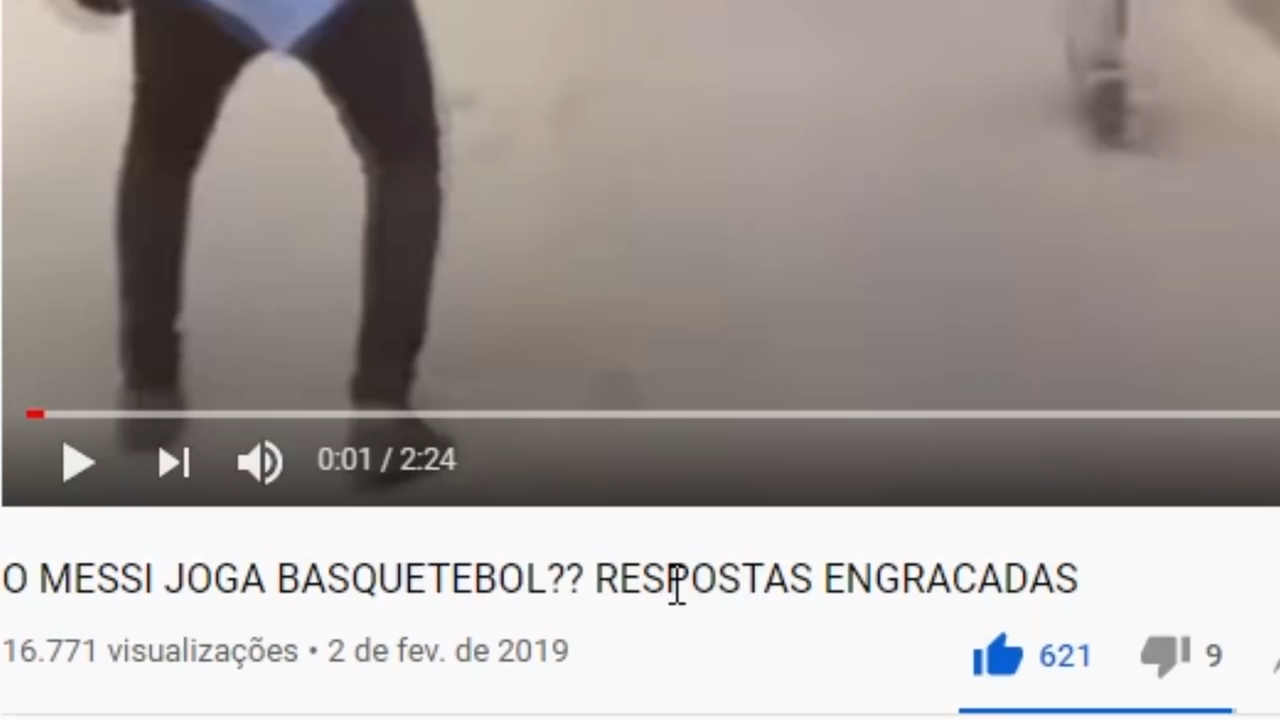 0:01 / 2:24
O MESSI JOGA BASQUETEBOL?? RESPOSTAS ENGRACADAS
16.771 visualizações • 2 de fev. de 2019
621
9